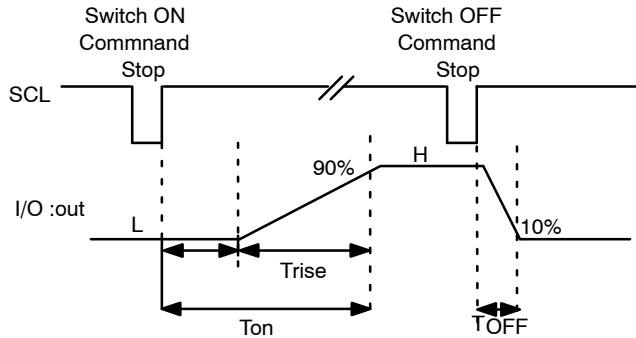 Switch ON
Commnand
Stop
Switch OFF
Command
Stop
SCL
90%
H
I/O :out
L
10%
Trise
Ton
TOFF